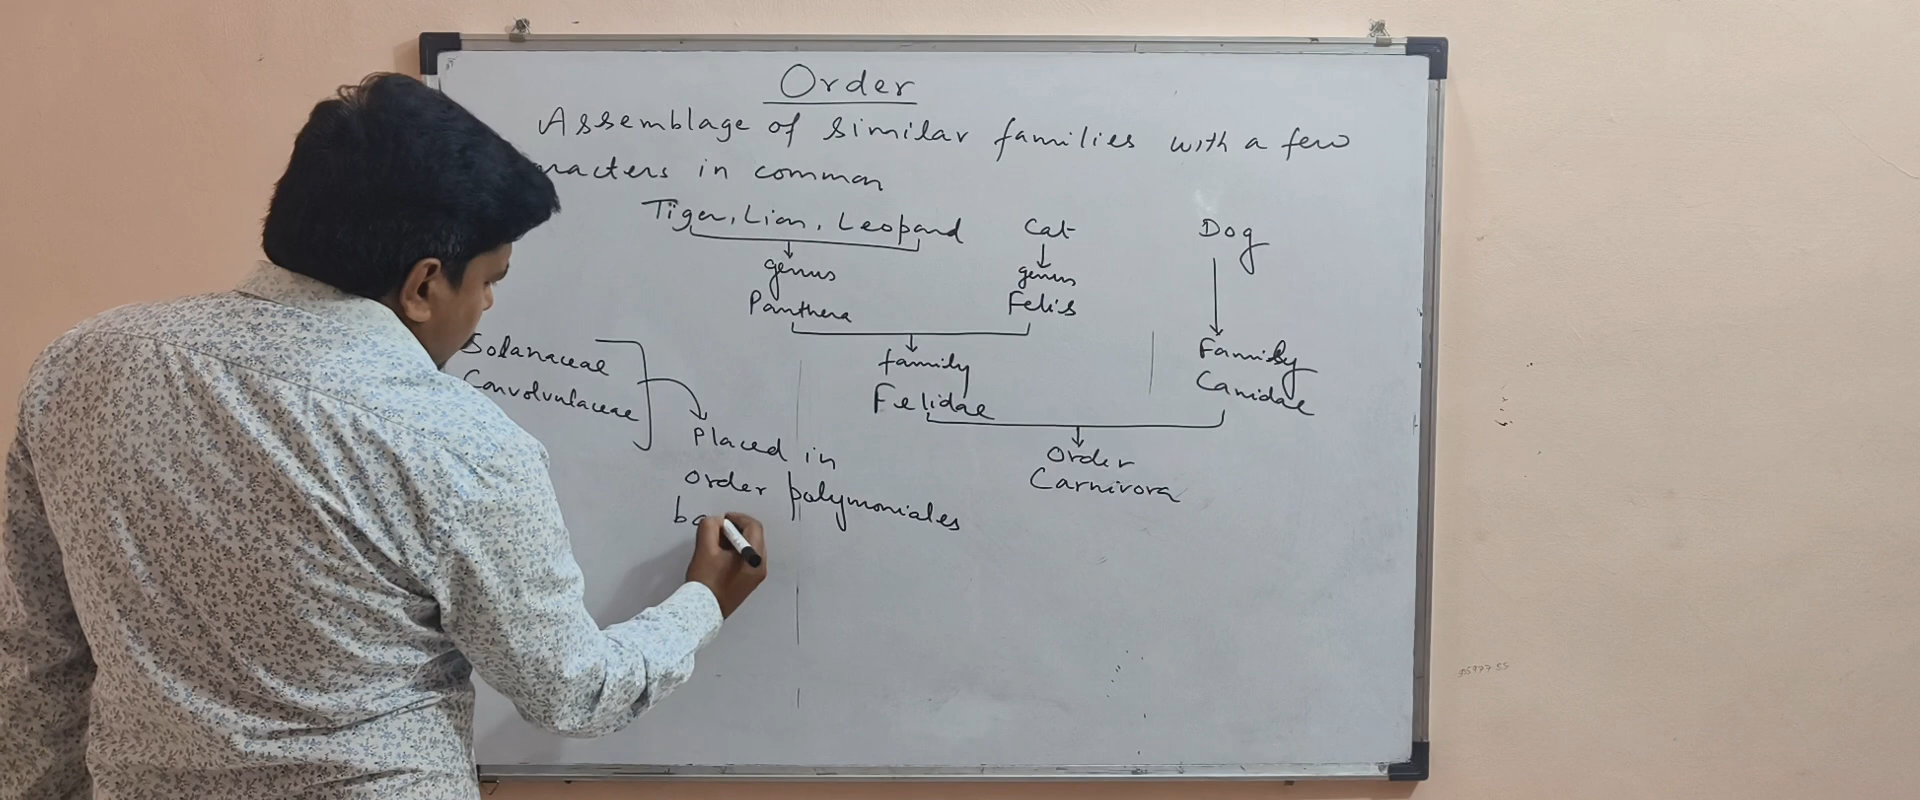 Order
Assemblage of similar families with a few
racters in common
Tiger, Lion, Leopard
genus
Panthera
Cat
genus
Felis
Dog
family
Felidae
Family
Canidae
Order
Carnivora
Solanaceae
Convolvulaceae
Placed in
order polymoniales
ba